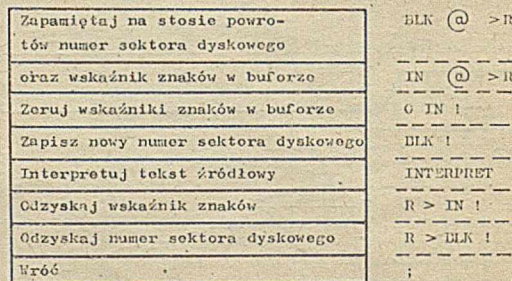 Zapamiętaj na stosie powro- BLK @ >R
tów numer sektora dyskowego
oraz wskaźnik znaków w buforze IN @ >R
Zeruj wskaźniki znaków w buforze 0 IN !
Zapisz nowy numer sektora dyskowego BLK !
Interpretuj tekst źródłowy INTERPRET
Odzyskaj wskaźnik znaków R > IN !
Odzyskaj numer sektora dyskowego R > BLK !
Wróć ;